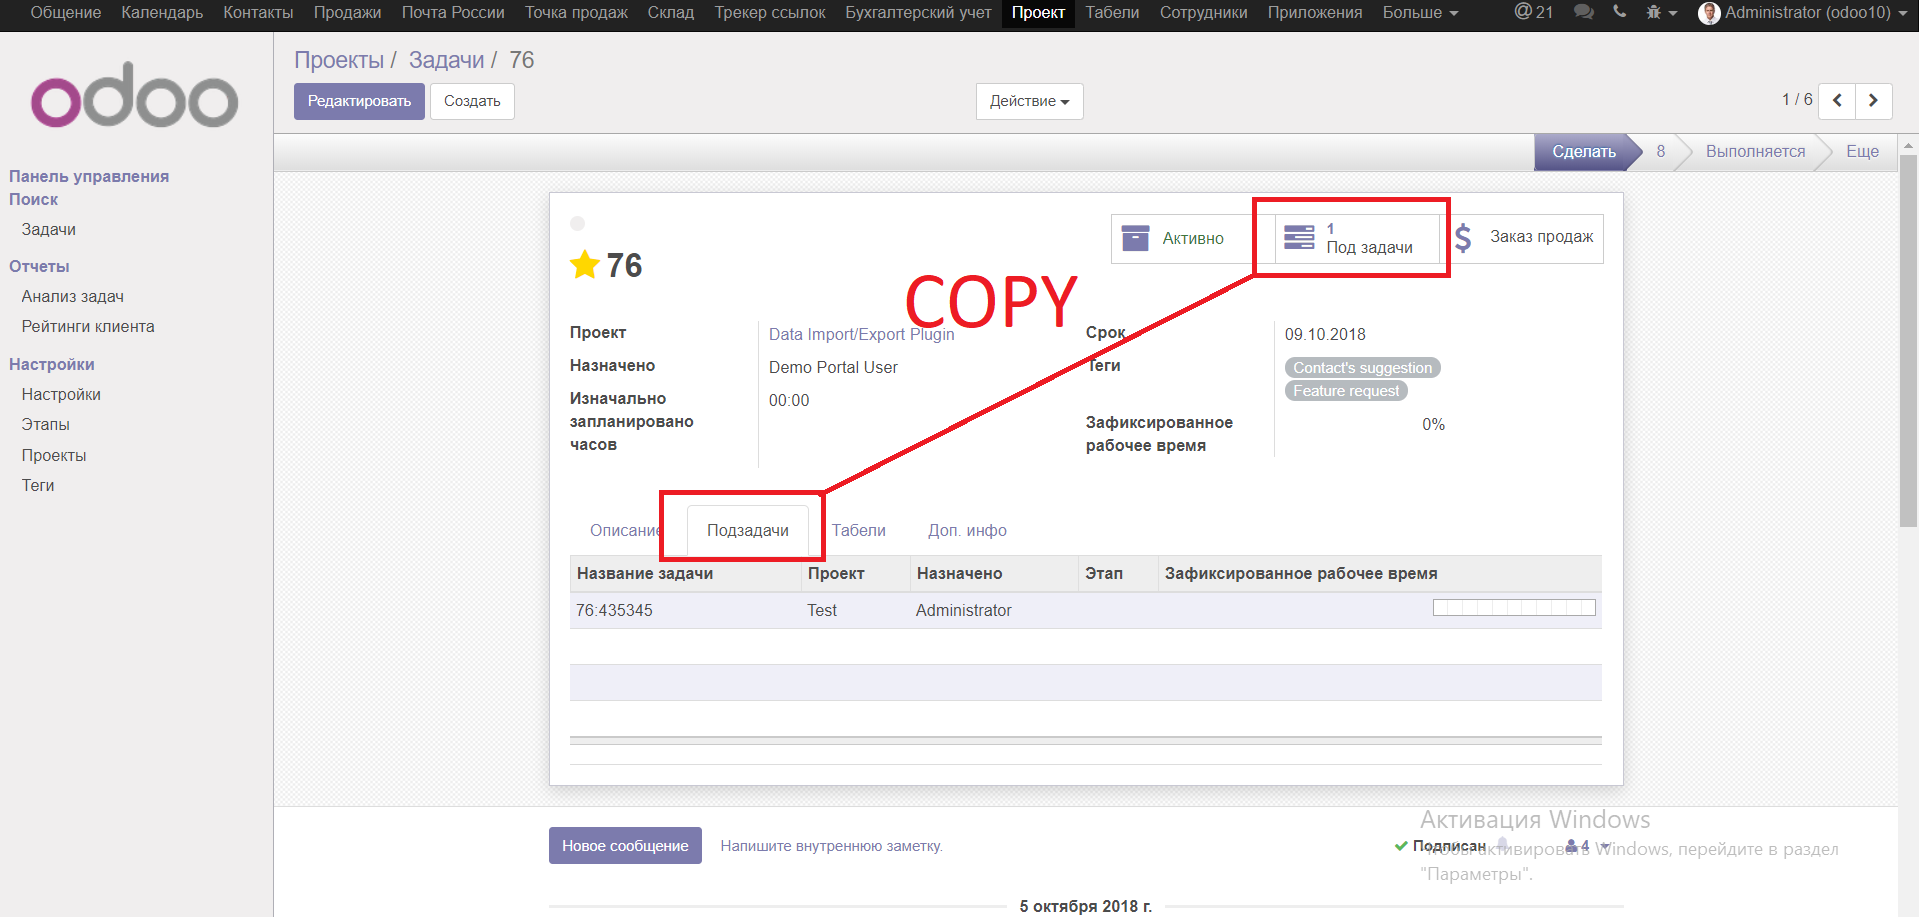 Общение Календарь Контакты Продажи Почта России Точка продаж Склад Трекер ссылок Бухгалтерский учет Проект Табели Сотрудники Приложения Больше @ 21 Administrator (odoo10)
odoo
Панель управления
Поиск
Задачи
Отчеты
Анализ задач
Рейтинги клиента
Настройки
Настройки
Этапы
Проекты
Теги
Проекты / Задачи / 76
Редактировать Создать Действие 1 / 6
Сделать 8 Выполняется Еще
Активно
1
Под задачи
$ Заказ продаж
76
COPY
Проект Data Import/Export Plugin
Назначено Demo Portal User
Изначально
запланировано
часов
00:00
Срок 09.10.2018
Теги Contact's suggestion
Feature request
Зафиксированное
рабочее время
0%
Описание Подзадачи Табели Доп. инфо
Название задачи Проект Назначено Этап Зафиксированное рабочее время
76:435345 Test Administrator
Новое сообщение Напишите внутреннюю заметку. Подписан 4
Активация Windows
Чтобы активировать Windows, перейдите в раздел
"Параметры".
5 октября 2018 г.